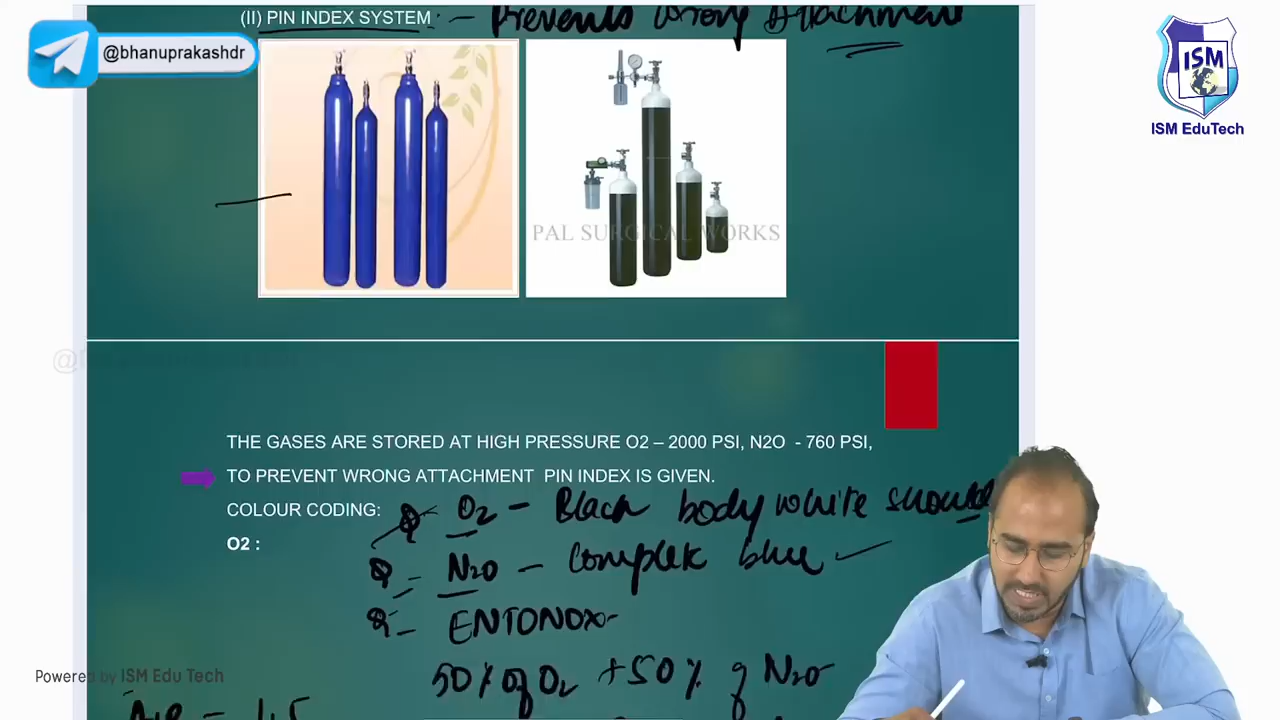 (II) PIN INDEX SYSTEM :- Prevents wrong Attachment
@bhanuprakashdr
ISM
ISM EduTech
PAL SURGICAL WORKS
THE GASES ARE STORED AT HIGH PRESSURE O2 – 2000 PSI, N2O - 760 PSI,
TO PREVENT WRONG ATTACHMENT PIN INDEX IS GIVEN.
COLOUR CODING:
O2 – Black body white should
O2 :
N2O – Complete blue
ENTONOX-
50% of O2 + 50% of N2O
Powered by ISM Edu Tech